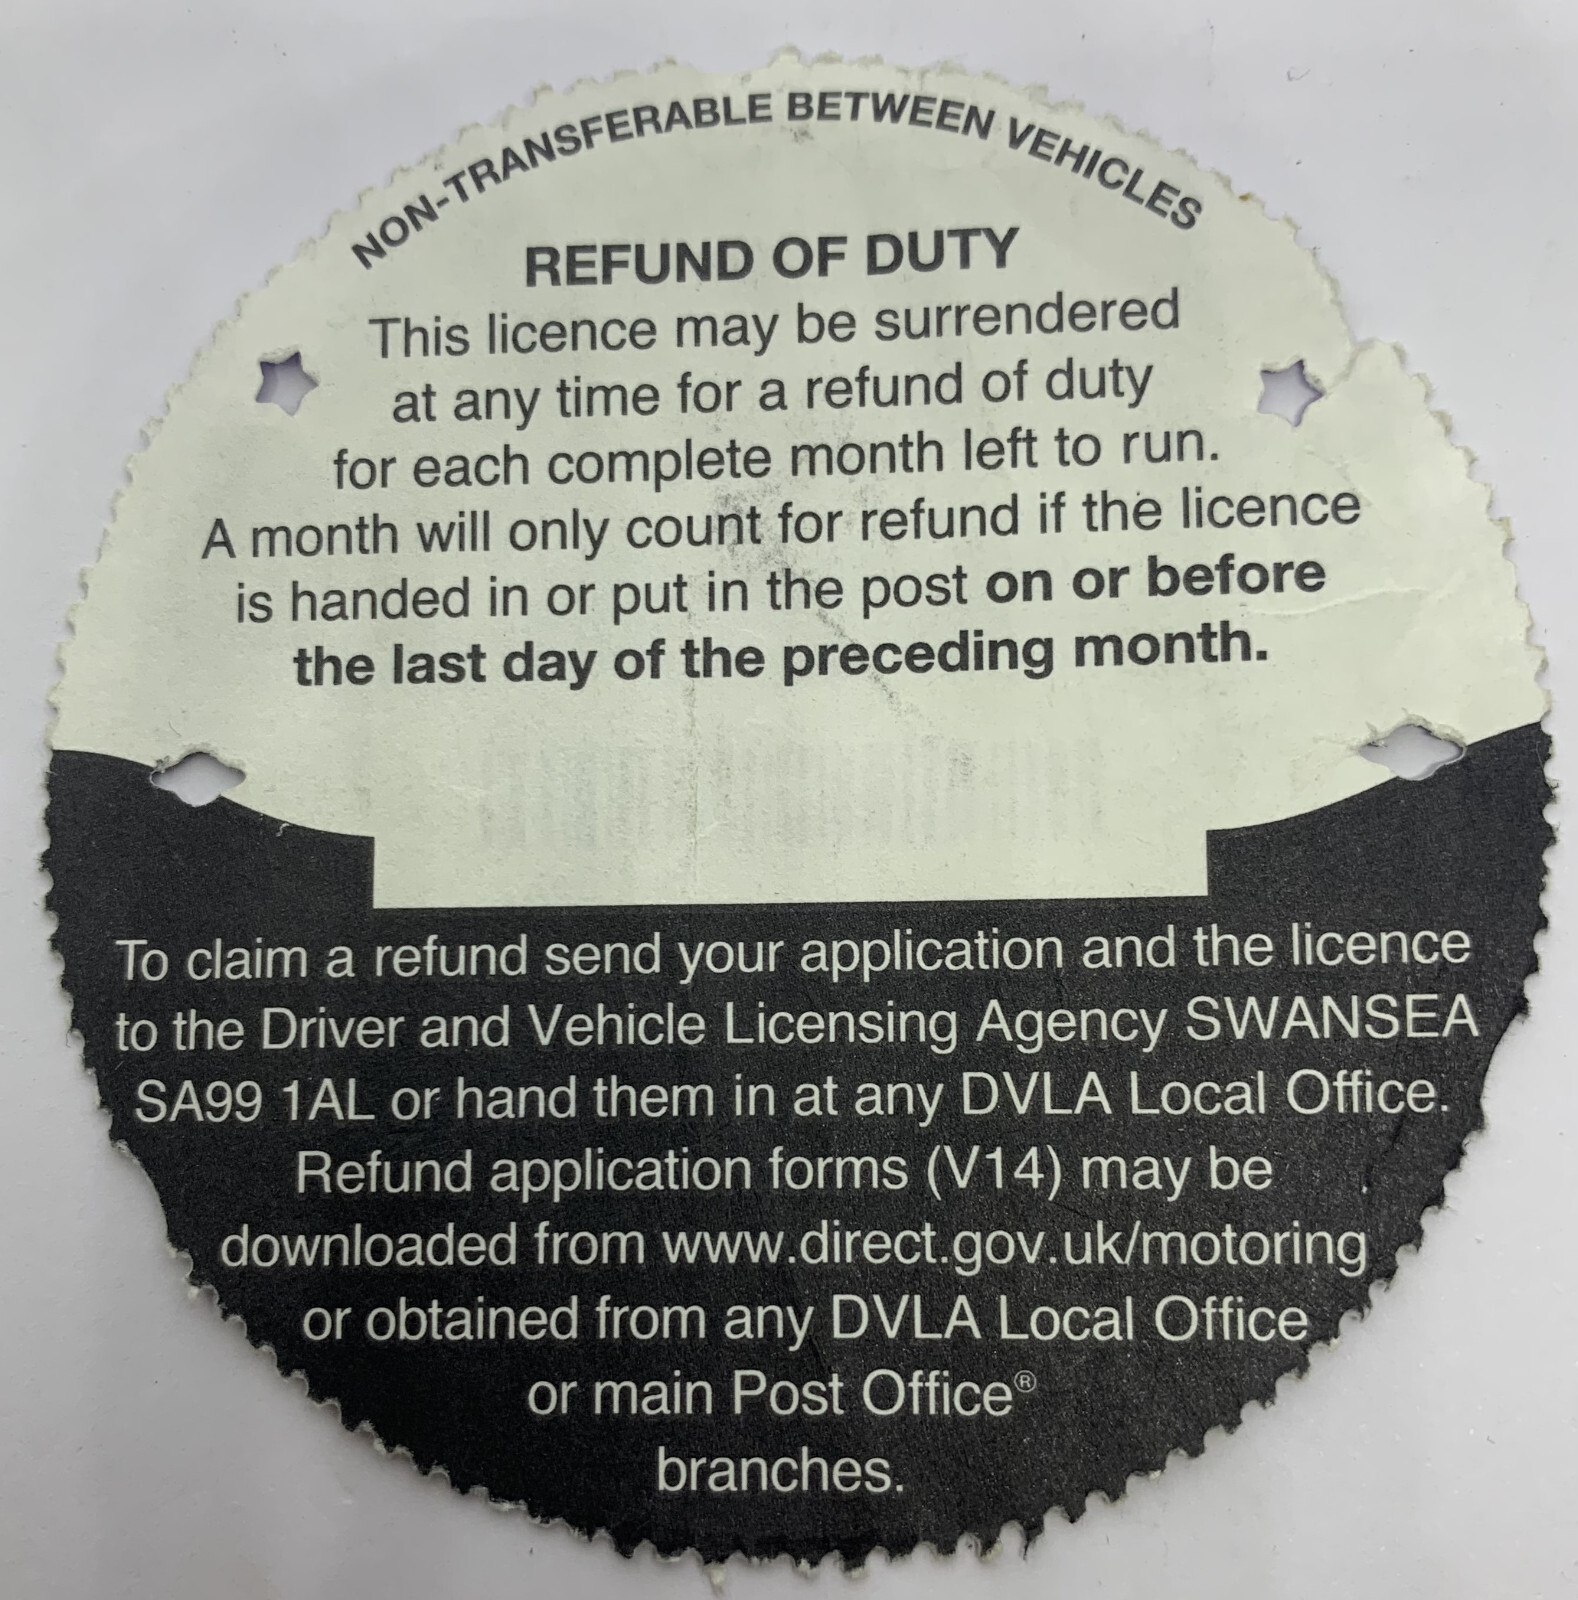 NON-TRANSFERABLE BETWEEN VEHICLES
REFUND OF DUTY
This licence may be surrendered
at any time for a refund of duty
for each complete month left to run.
A month will only count for refund if the licence
is handed in or put in the post on or before
the last day of the preceding month.
To claim a refund send your application and the licence
to the Driver and Vehicle Licensing Agency SWANSEA
SA99 1AL or hand them in at any DVLA Local Office.
Refund application forms (V14) may be
downloaded from www.direct.gov.uk/motoring
or obtained from any DVLA Local Office
or main Post Office®
branches.